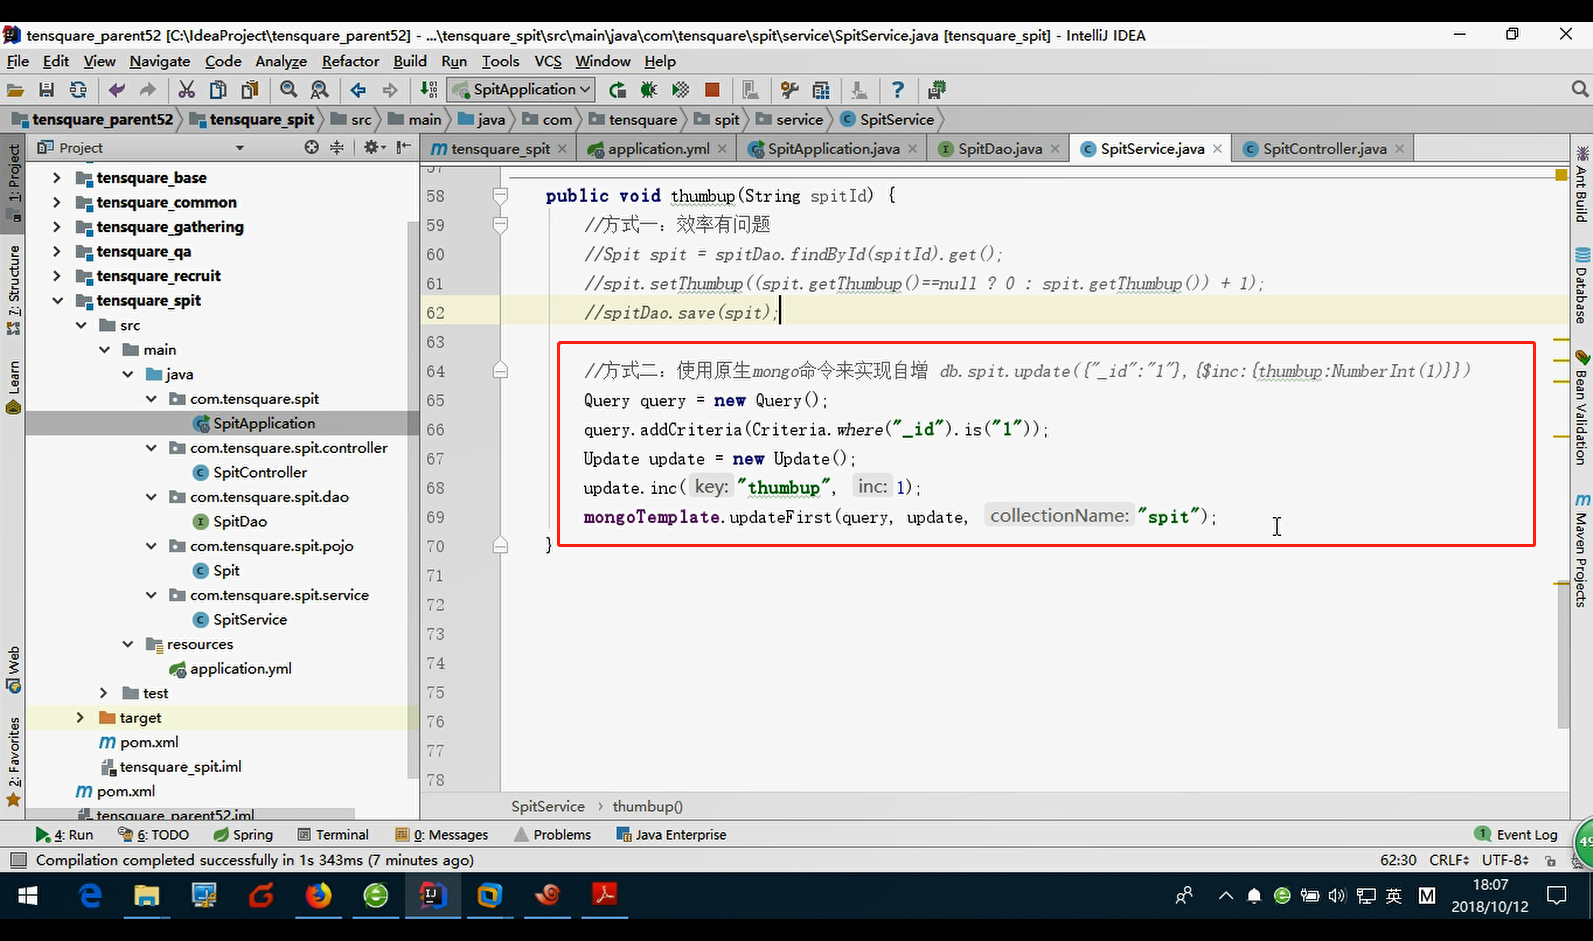 tensquare_parent52 [C:\IdeaProject\tensquare_parent52] - ...\tensquare_spit\src\main\java\com\tensquare\spit\service\SpitService.java [tensquare_spit] - IntelliJ IDEA
File Edit View Navigate Code Analyze Refactor Build Run Tools VCS Window Help
SpitApplication
tensquare_parent52 tensquare_spit src main java com tensquare spit service SpitService
Project
tensquare_spit application.yml SpitApplication.java SpitDao.java SpitService.java SpitController.java
1: Project
7: Structure
Learn
Web
2: Favorites
tensquare_base
tensquare_common
tensquare_gathering
tensquare_qa
tensquare_recruit
tensquare_spit
src
main
java
com.tensquare.spit
SpitApplication
com.tensquare.spit.controller
SpitController
com.tensquare.spit.dao
SpitDao
com.tensquare.spit.pojo
Spit
com.tensquare.spit.service
SpitService
resources
application.yml
test
target
pom.xml
tensquare_spit.iml
pom.xml
tensquare_parent52.iml
57
58 public void thumbup(String spitId) {
59 //方式一：效率有问题
60 //Spit spit = spitDao.findById(spitId).get();
61 //spit.setThumbup((spit.getThumbup()==null ? 0 : spit.getThumbup()) + 1);
62 //spitDao.save(spit);
63
64 //方式二：使用原生mongo命令来实现自增 db.spit.update({"_id":"1"},{$inc:{thumbup:NumberInt(1)}})
65 Query query = new Query();
66 query.addCriteria(Criteria.where("_id").is("1"));
67 Update update = new Update();
68 update.inc( key: "thumbup", inc: 1);
69 mongoTemplate.updateFirst(query, update, collectionName: "spit");
70 }
71
72
73
74
75
76
77
78
SpitService › thumbup()
Ant Build
Database
Bean Validation
Maven Projects
4: Run 6: TODO Spring Terminal 0: Messages Problems Java Enterprise 1 Event Log
Compilation completed successfully in 1s 343ms (7 minutes ago) 62:30 CRLF UTF-8
49
英 M 18:07
2018/10/12